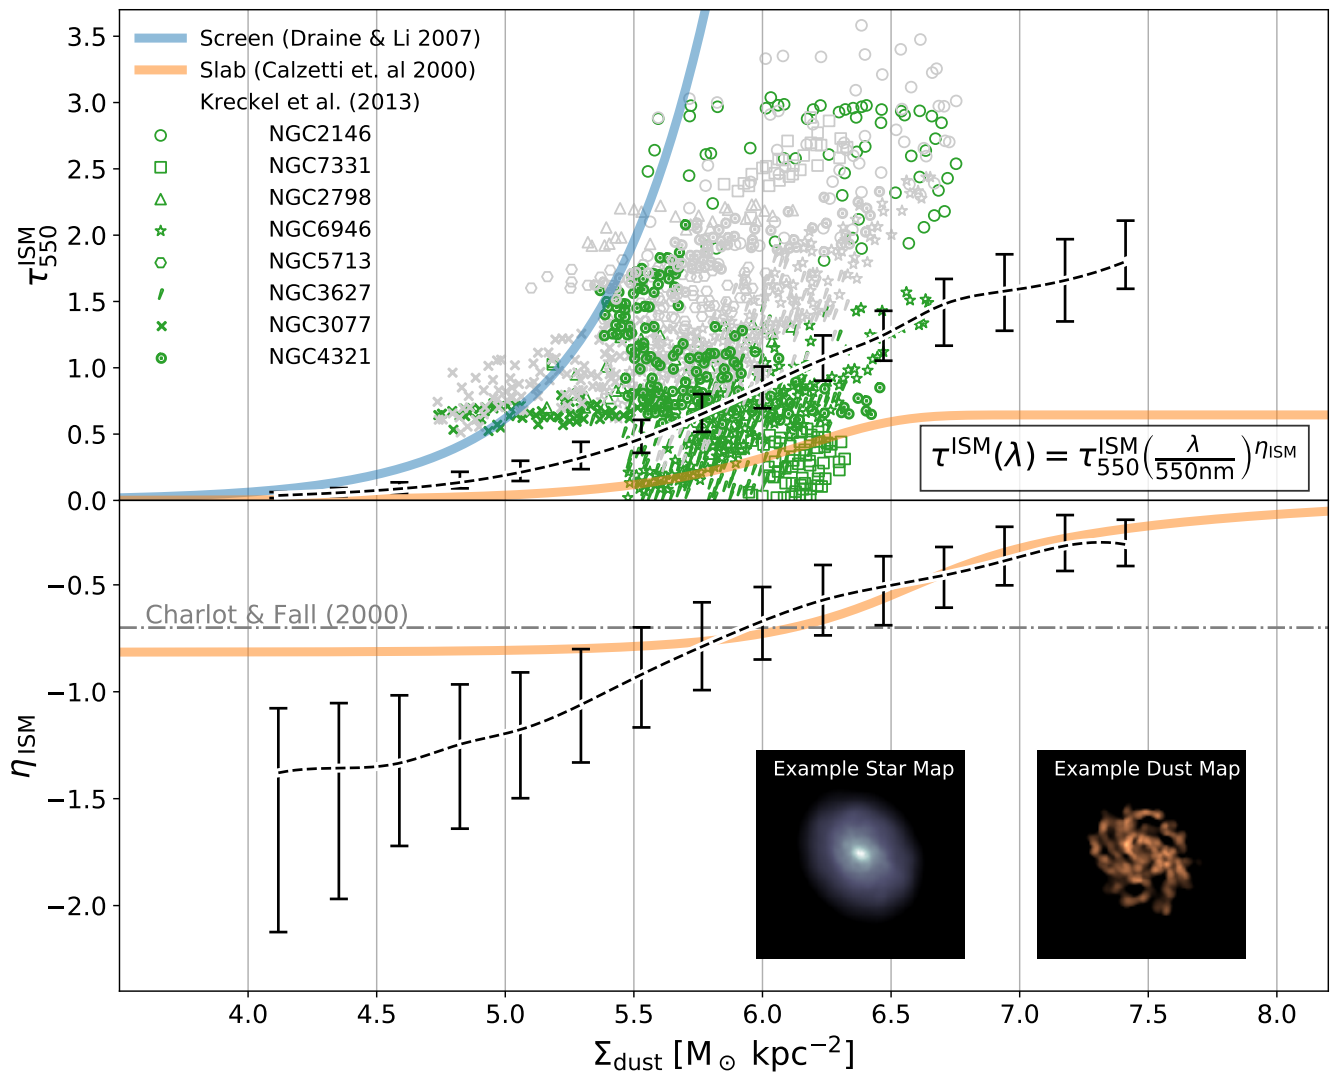 3.5
3.0
2.5
2.0
1.5
1.0
0.5
0.0
τ^ISM_550
Screen (Draine & Li 2007)
Slab (Calzetti et. al 2000)
Kreckel et al. (2013)
NGC2146
NGC7331
NGC2798
NGC6946
NGC5713
NGC3627
NGC3077
NGC4321
τ^ISM(λ) = τ^ISM_550(λ/550nm)^η_ISM
−0.5
−1.0
−1.5
−2.0
η_ISM
Charlot & Fall (2000)
Example Star Map
Example Dust Map
4.0 4.5 5.0 5.5 6.0 6.5 7.0 7.5 8.0
Σ_dust [M_⊙ kpc^−2]